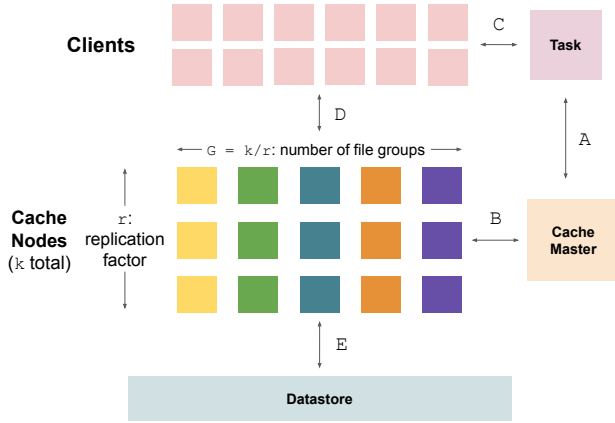 Clients
C
Task
D
A
G = k/r: number of file groups
r:
replication
factor
Cache
Nodes
(k total)
B
Cache
Master
E
Datastore